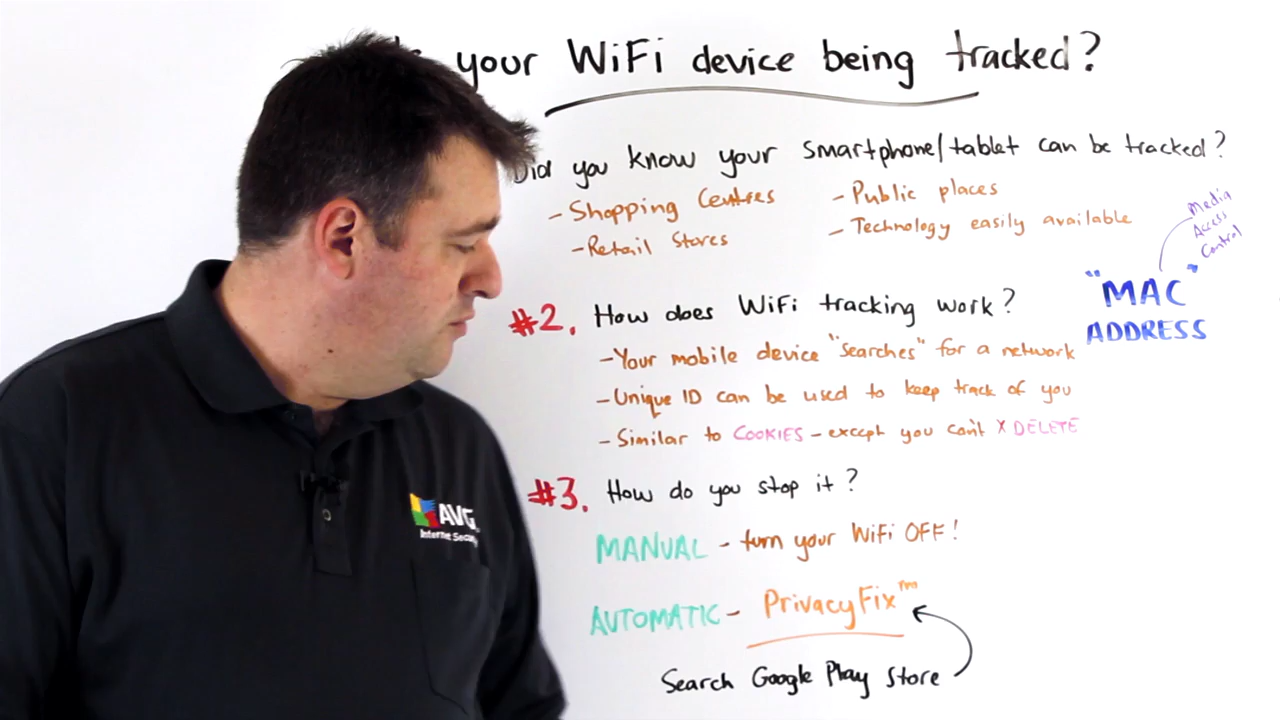 your WiFi device being tracked?
Did you know your smartphone/tablet can be tracked?
- Shopping Centres
- Retail Stores
- Public places
- Technology easily available
Media
Access
Control
"MAC"
ADDRESS
#2. How does WiFi tracking work?
- Your mobile device "searches" for a network
- Unique ID can be used to keep track of you
- Similar to COOKIES - except you can't X DELETE
#3. How do you stop it?
MANUAL - turn your WiFi OFF!
AUTOMATIC - PrivacyFix™
Search Google Play Store
AVG
Internet